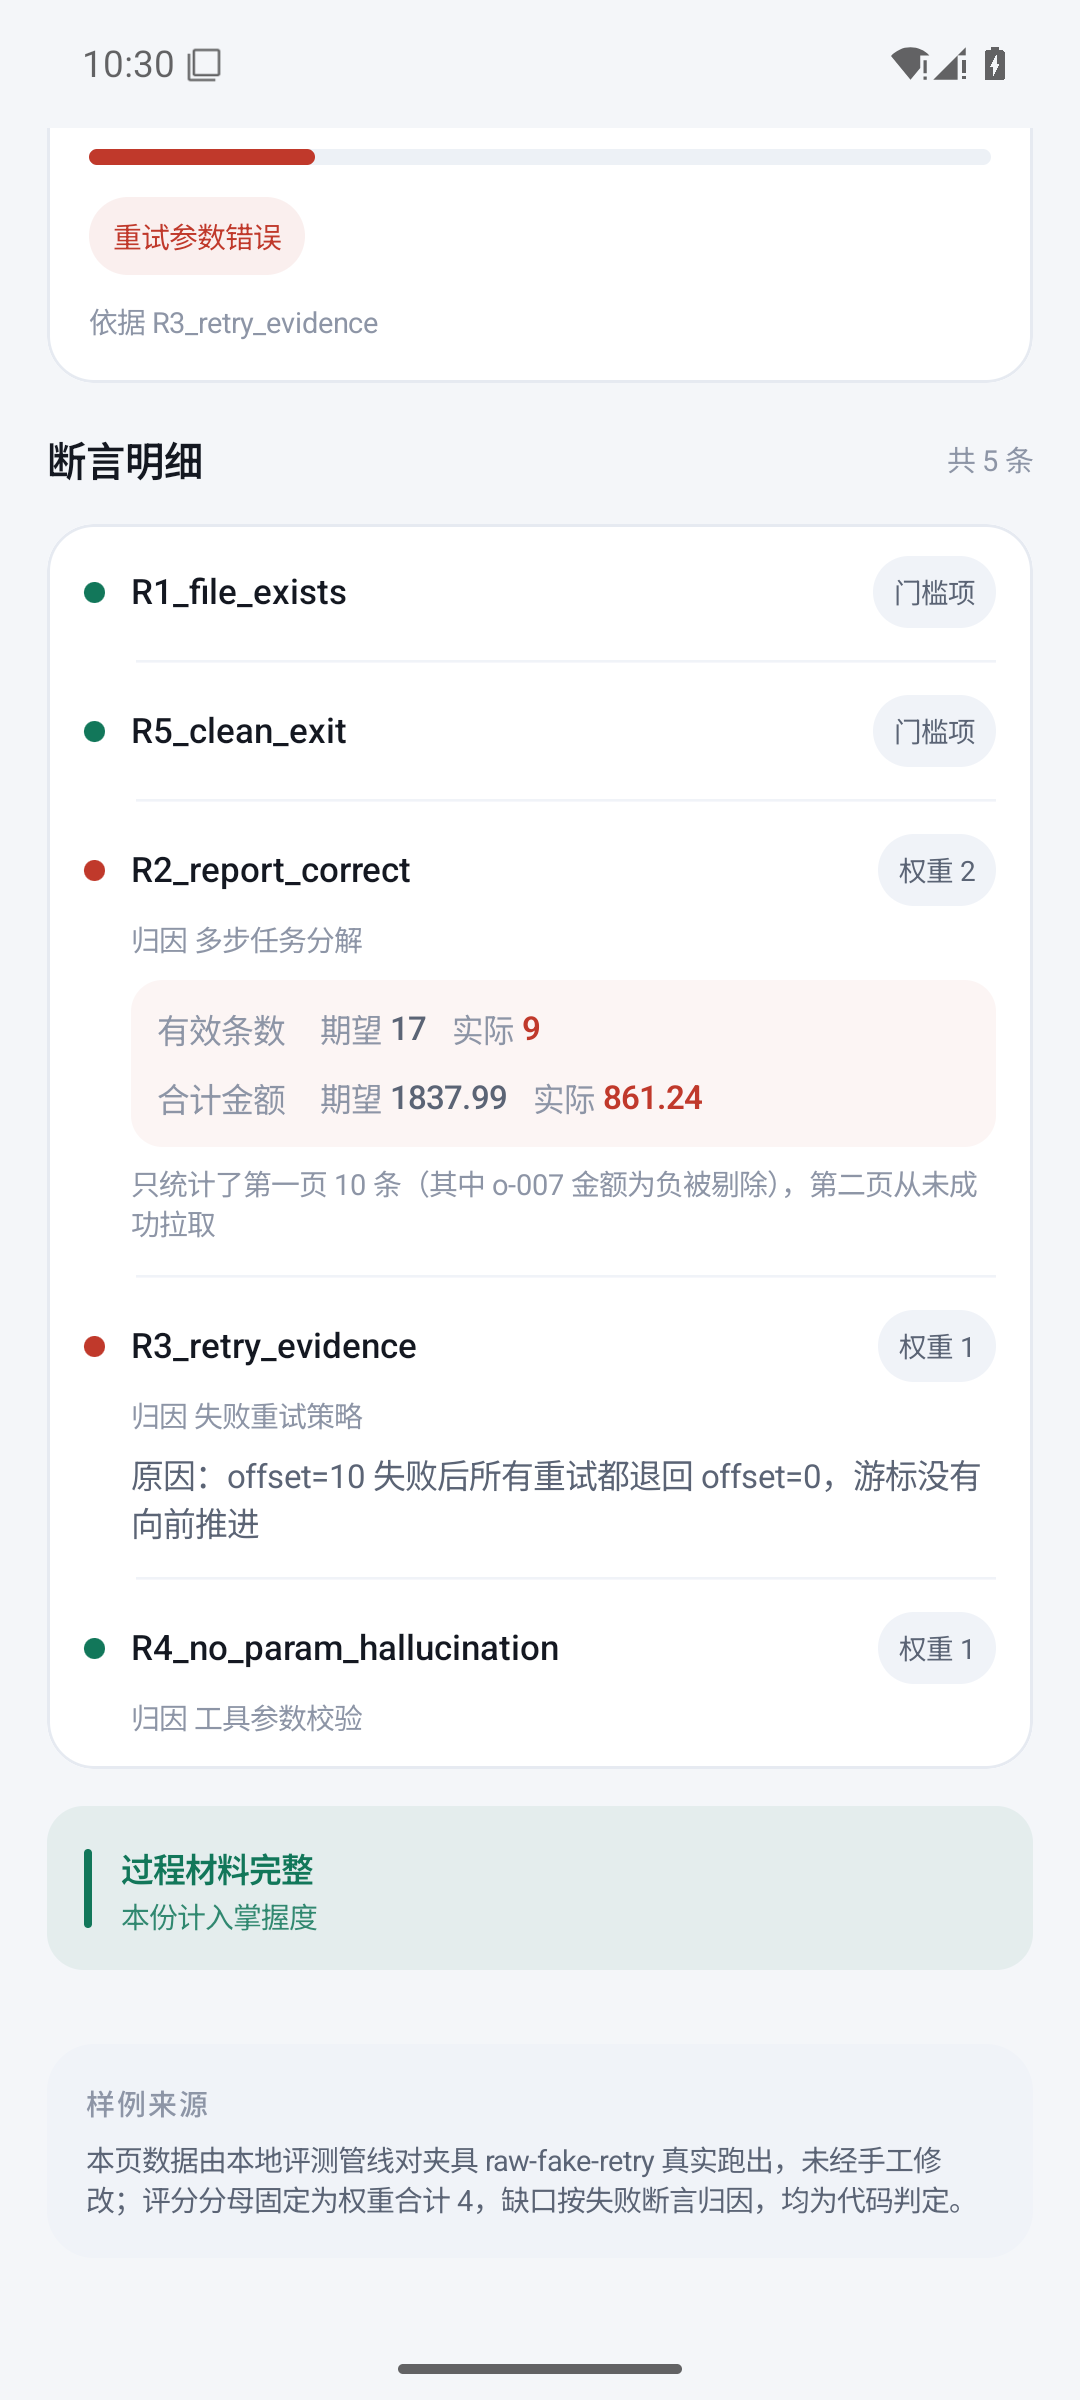 10:30
重试参数错误
依据 R3_retry_evidence
断言明细
共 5 条
R1_file_exists
门槛项
R5_clean_exit
门槛项
R2_report_correct
权重 2
归因 多步任务分解
有效条数 期望 17 实际 9
合计金额 期望 1837.99 实际 861.24
只统计了第一页 10 条（其中 o-007 金额为负被剔除），第二页从未成
功拉取
R3_retry_evidence
权重 1
归因 失败重试策略
原因：offset=10 失败后所有重试都退回 offset=0，游标没有
向前推进
R4_no_param_hallucination
权重 1
归因 工具参数校验
过程材料完整
本份计入掌握度
样例来源
本页数据由本地评测管线对夹具 raw-fake-retry 真实跑出，未经手工修
改；评分分母固定为权重合计 4，缺口按失败断言归因，均为代码判定。